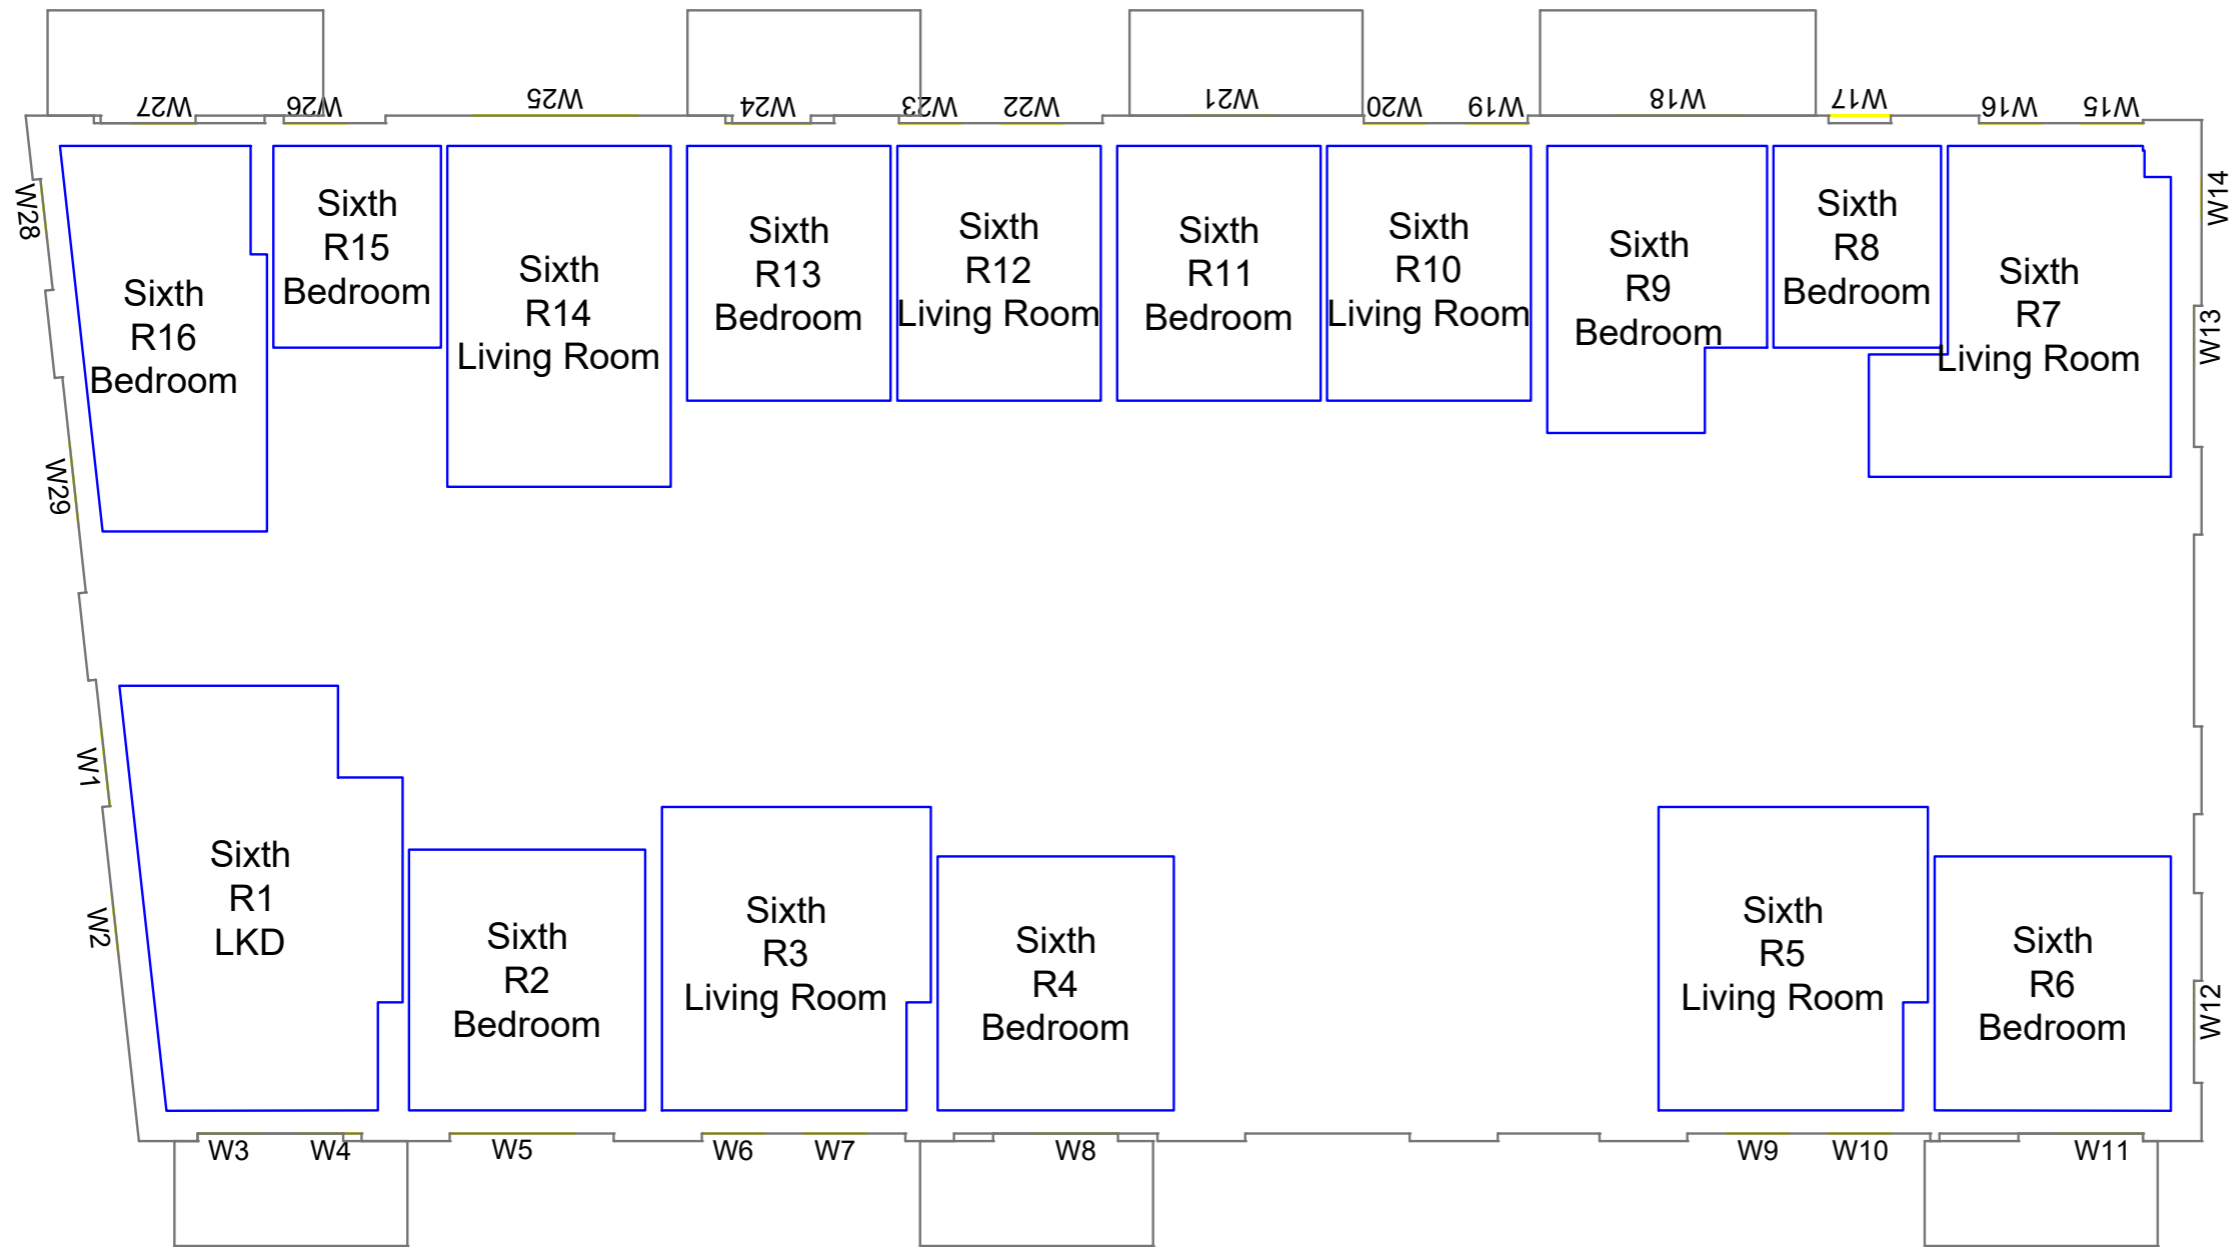 W27
W26
W25
W24
W23
W22
W21
W20
W19
W18
W17
W16
W15
W28
W14
Sixth
R16
Bedroom
Sixth
R15
Bedroom
Sixth
R14
Living Room
Sixth
R13
Bedroom
Sixth
R12
Living Room
Sixth
R11
Bedroom
Sixth
R10
Living Room
Sixth
R9
Bedroom
Sixth
R8
Bedroom
Sixth
R7
Living Room
W13
W29
W1
W2
Sixth
R1
LKD
Sixth
R2
Bedroom
Sixth
R3
Living Room
Sixth
R4
Bedroom
Sixth
R5
Living Room
Sixth
R6
Bedroom
W12
W3
W4
W5
W6
W7
W8
W9
W10
W11